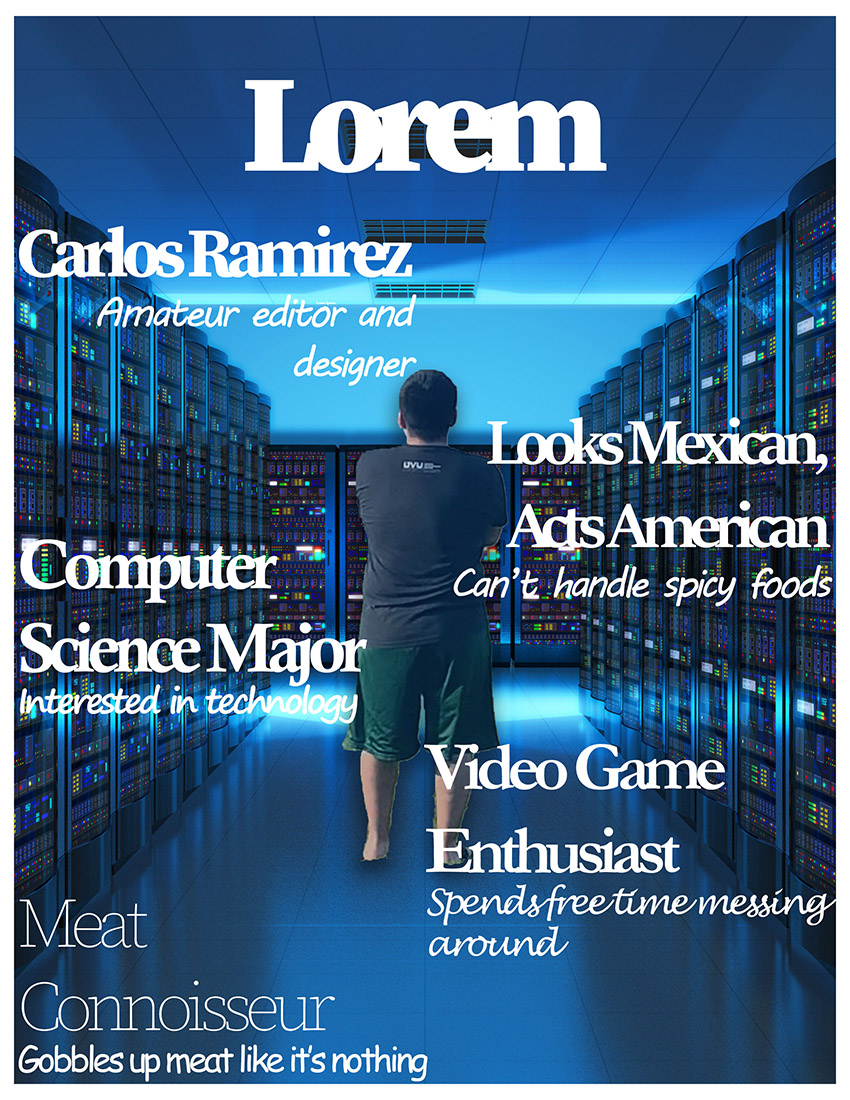 Lorem
Carlos Ramirez
Amateur editor and
designer
UVU
Looks Mexican,
Acts American
Can't handle spicy foods
Computer
Science Major
Interested in technology
Video Game
Enthusiast
Spends free time messing
around
Meat
Connoisseur
Gobbles up meat like it's nothing